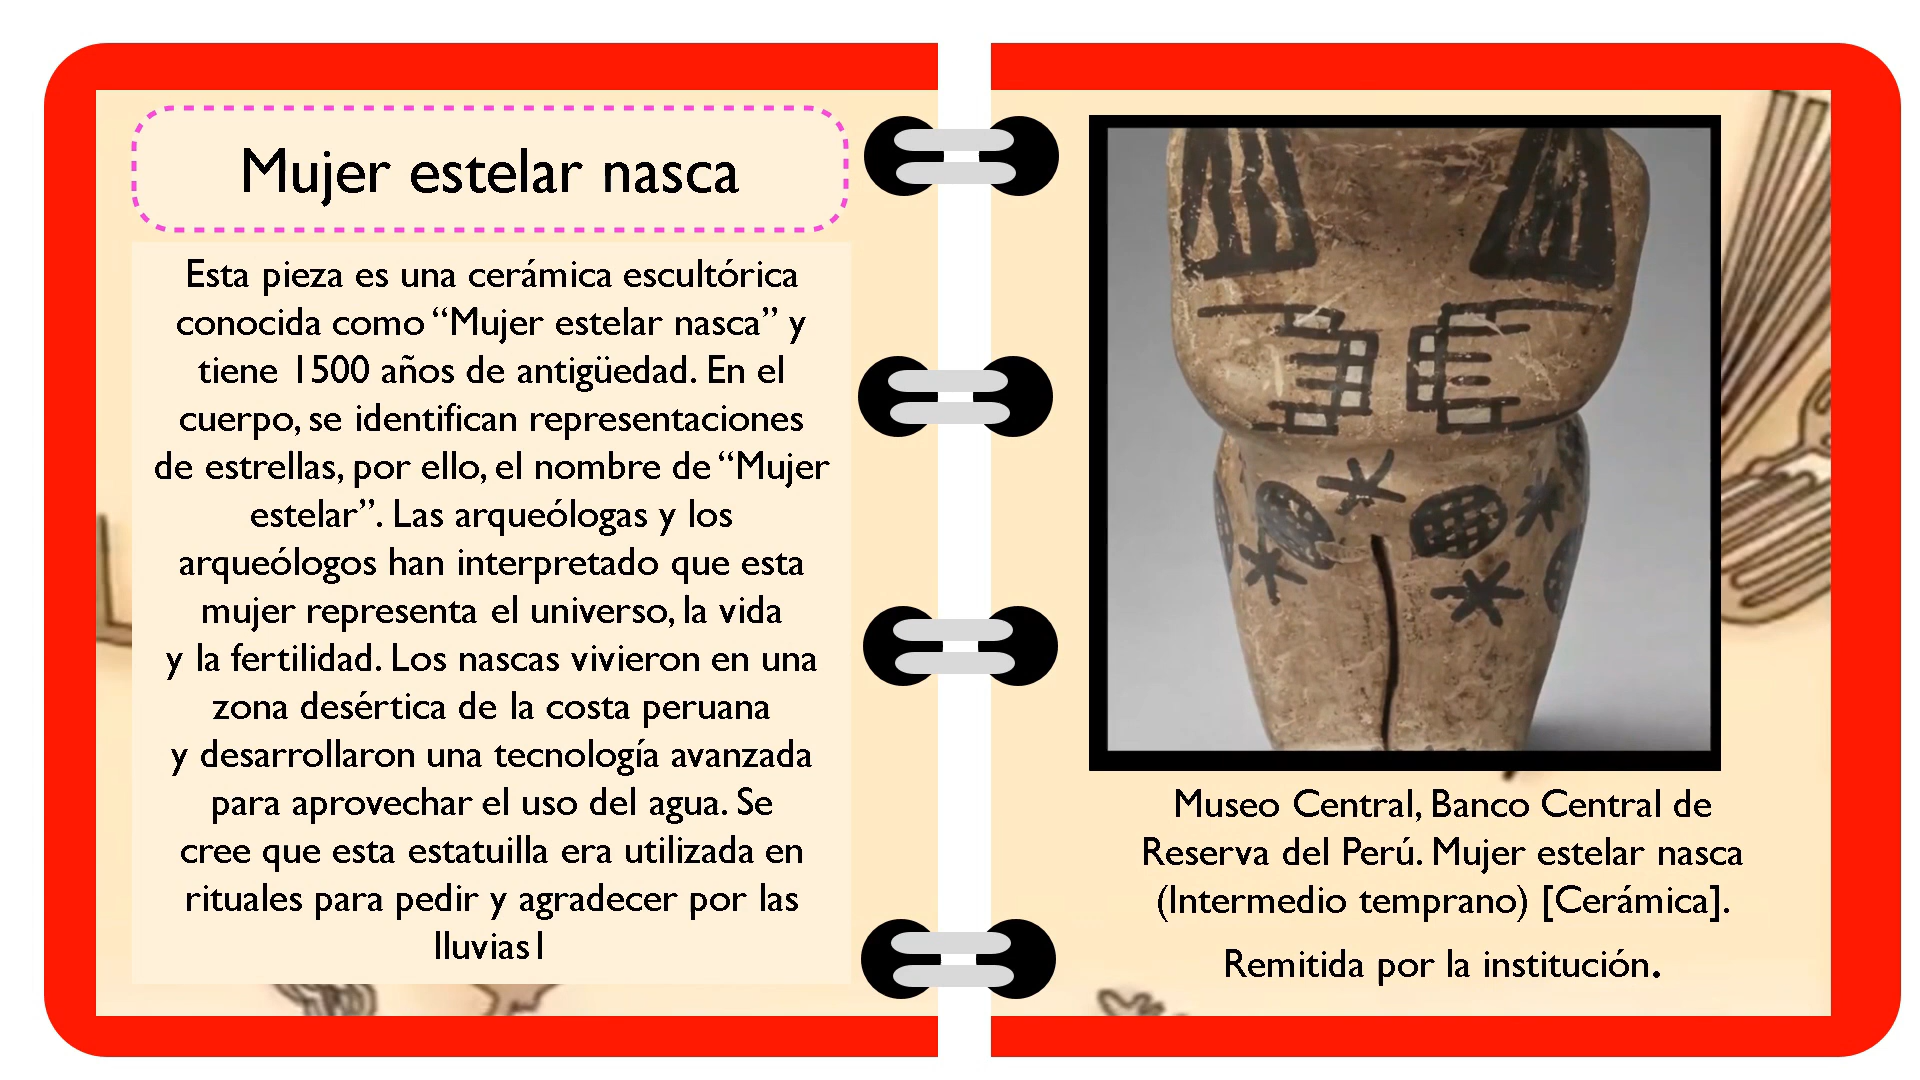 Mujer estelar nasca
Esta pieza es una cerámica escultórica
conocida como “Mujer estelar nasca” y
tiene 1500 años de antigüedad. En el
cuerpo, se identifican representaciones
de estrellas, por ello, el nombre de “Mujer
estelar”. Las arqueólogas y los
arqueólogos han interpretado que esta
mujer representa el universo, la vida
y la fertilidad. Los nascas vivieron en una
zona desértica de la costa peruana
y desarrollaron una tecnología avanzada
para aprovechar el uso del agua. Se
cree que esta estatuilla era utilizada en
rituales para pedir y agradecer por las
lluvias1
Museo Central, Banco Central de
Reserva del Perú. Mujer estelar nasca
(Intermedio temprano) [Cerámica].
Remitida por la institución.